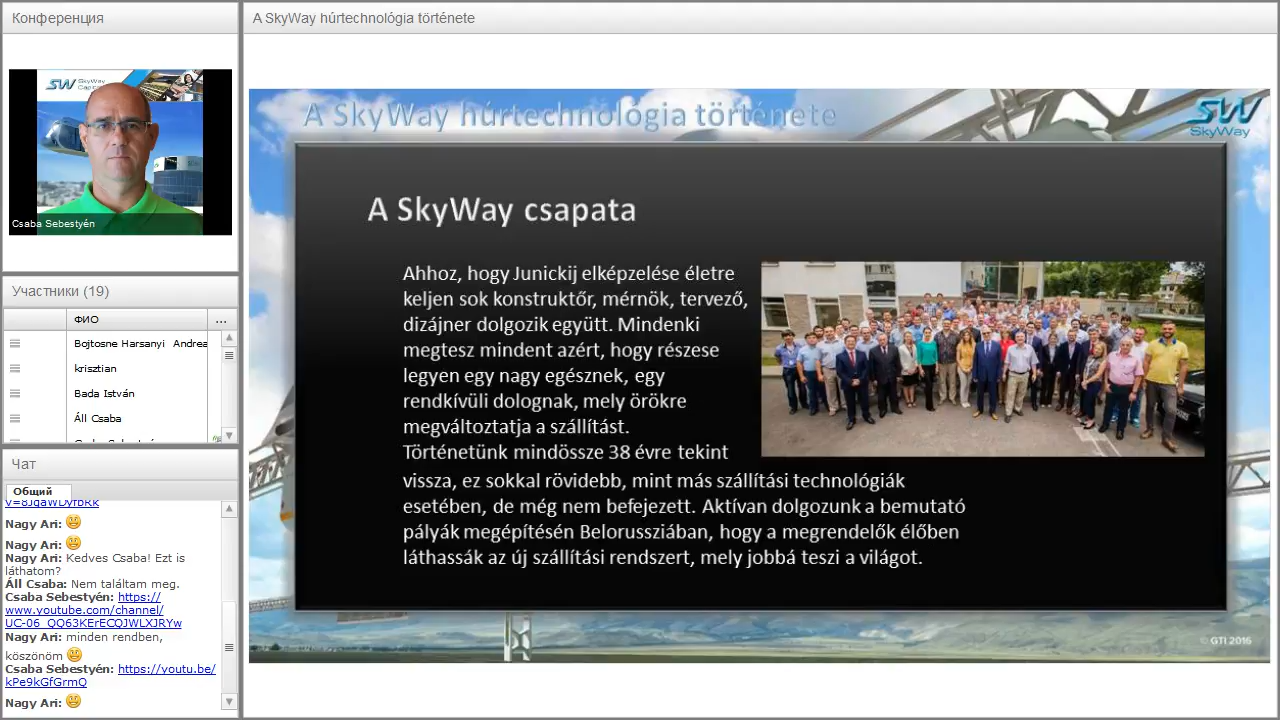 Конференция
SW SkyWay
Csaba Sebestyén
Участники (19)
ФИО
...
Bojtosne Harsanyi Andrea
krisztian
Bada István
Áll Csaba
Чат
Общий
Nagy Ari:
Nagy Ari:
Nagy Ari: Kedves Csaba! Ezt is
láthatom?
Áll Csaba: Nem találtam meg.
Csaba Sebestyén: https://
www.youtube.com/channel/
UC-06_QQ63KErECQJWLXJRYw
Nagy Ari: minden rendben,
köszönöm
Csaba Sebestyén: https://youtu.be/
kPe9kGfGrmQ
Nagy Ari:
A SkyWay húrtechnológia története
A SkyWay húrtechnológia története
SW
SkyWay
A SkyWay csapata
Ahhoz, hogy Junickij elképzelése életre
keljen sok konstruktőr, mérnök, tervező,
dizájner dolgozik együtt. Mindenki
megtesz mindent azért, hogy részese
legyen egy nagy egésznek, egy
rendkívüli dolognak, mely örökre
megváltoztatja a szállítást.
Történetünk mindössze 38 évre tekint
vissza, ez sokkal rövidebb, mint más szállítási technológiák
esetében, de még nem befejezett. Aktívan dolgozunk a bemutató
pályák megépítésén Belorussziában, hogy a megrendelők élőben
láthassák az új szállítási rendszert, mely jobbá teszi a világot.
© GTI 2016